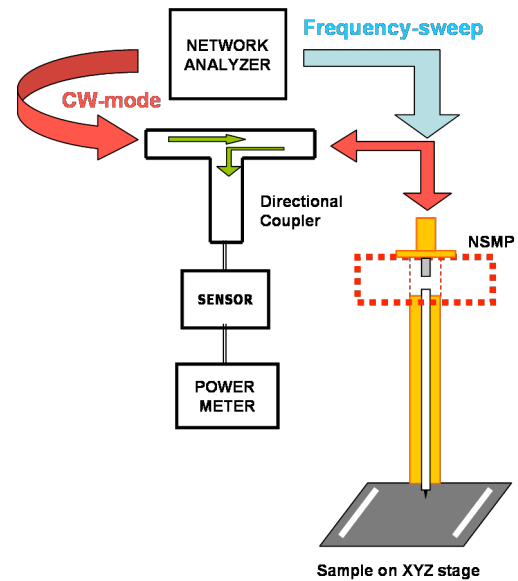 NETWORK
ANALYZER
Frequency-sweep
CW-mode
Directional
Coupler
NSMP
SENSOR
POWER
METER
Sample on XYZ stage